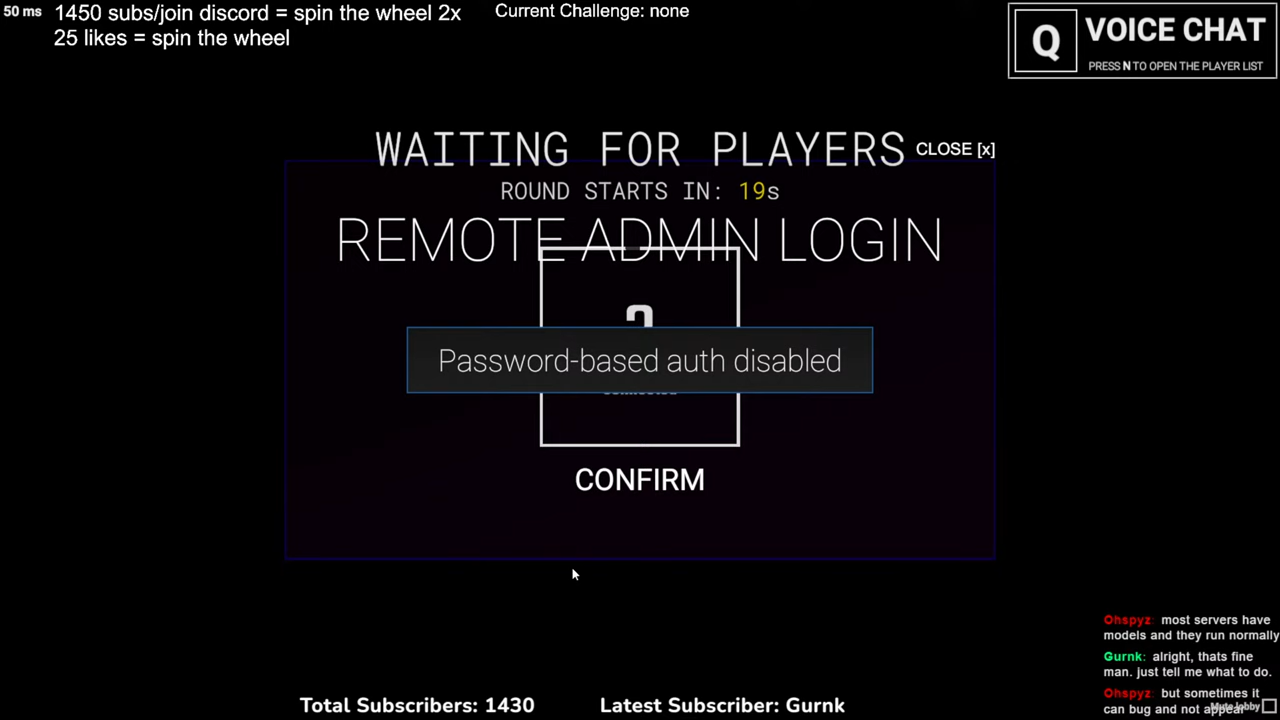 50 ms
1450 subs/join discord = spin the wheel 2x
25 likes = spin the wheel
Current Challenge: none
Q
VOICE CHAT
PRESS N TO OPEN THE PLAYER LIST
WAITING FOR PLAYERS
CLOSE [x]
ROUND STARTS IN: 19s
REMOTE ADMIN LOGIN
Password-based auth disabled
CONFIRM
Ohspyz: most servers have
models and they run normally
Gurnk: alright, thats fine
man. just tell me what to do.
Ohspyz: but sometimes it
can bug and not appear
Mute lobby
Total Subscribers: 1430
Latest Subscriber: Gurnk